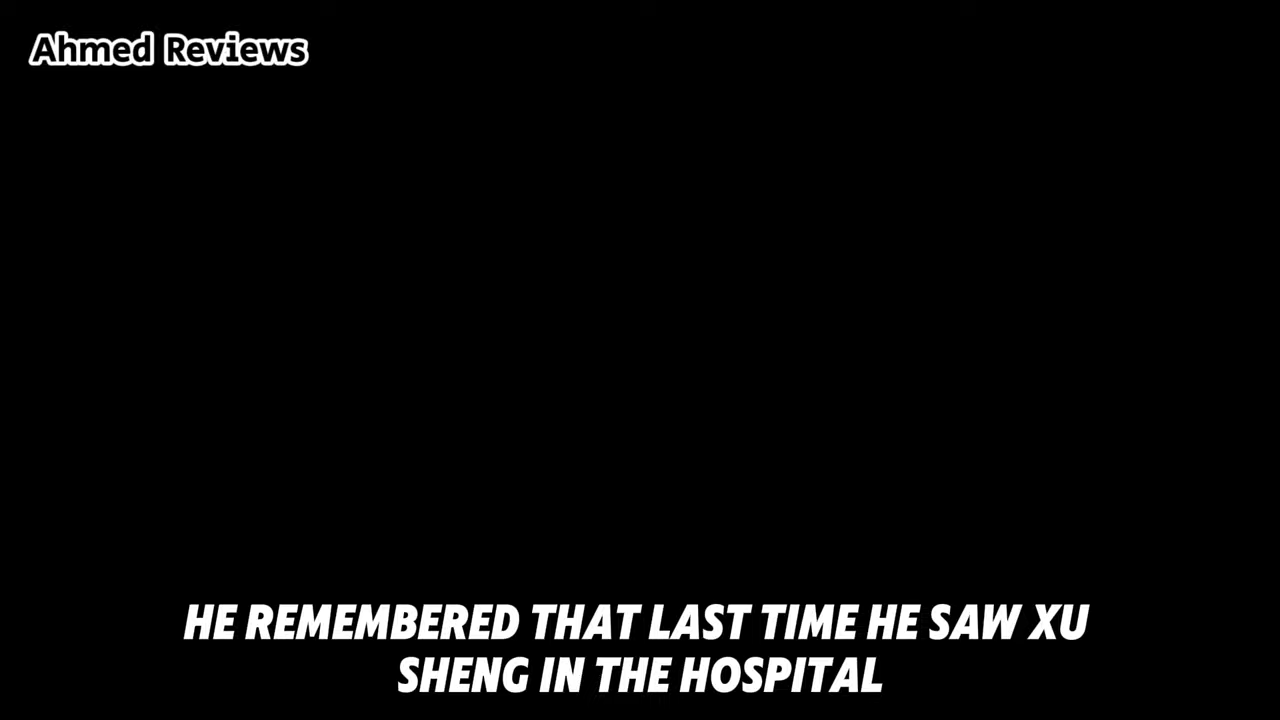 Ahmed Reviews
HE REMEMBERED THAT LAST TIME HE SAW XU
SHENG IN THE HOSPITAL